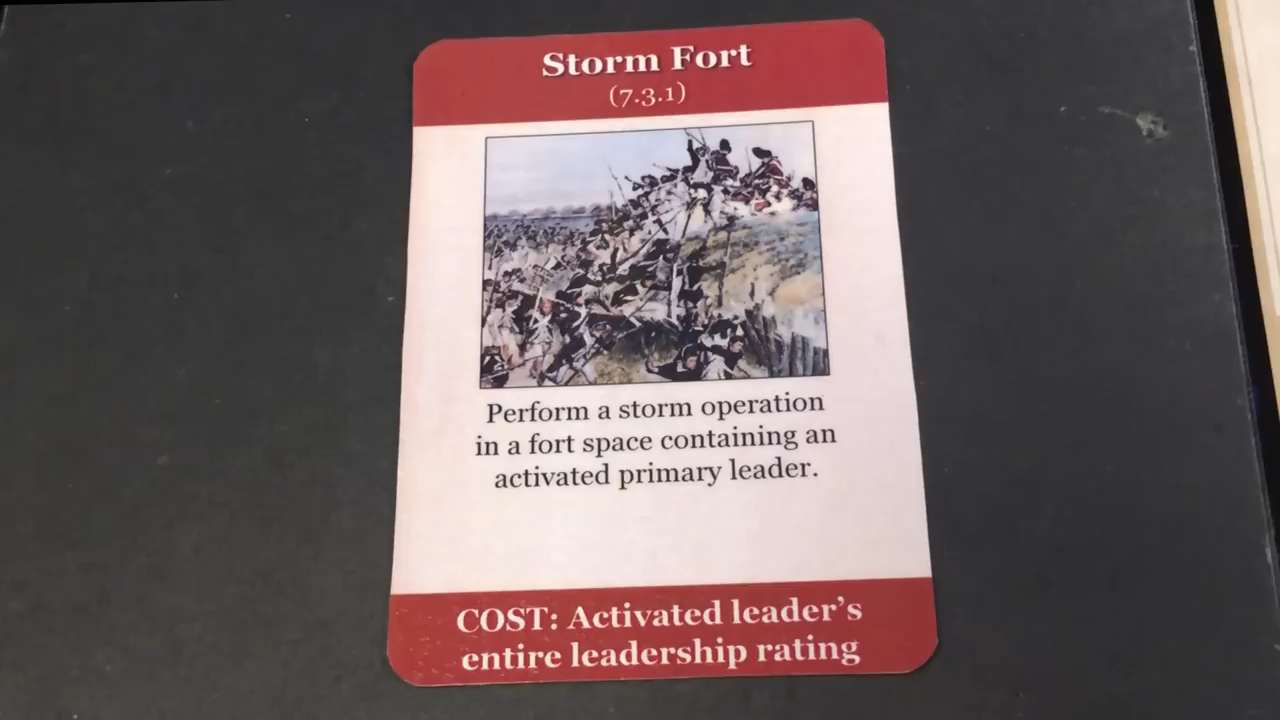 Storm Fort
(7.3.1)
Perform a storm operation
in a fort space containing an
activated primary leader.
COST: Activated leader’s
entire leadership rating